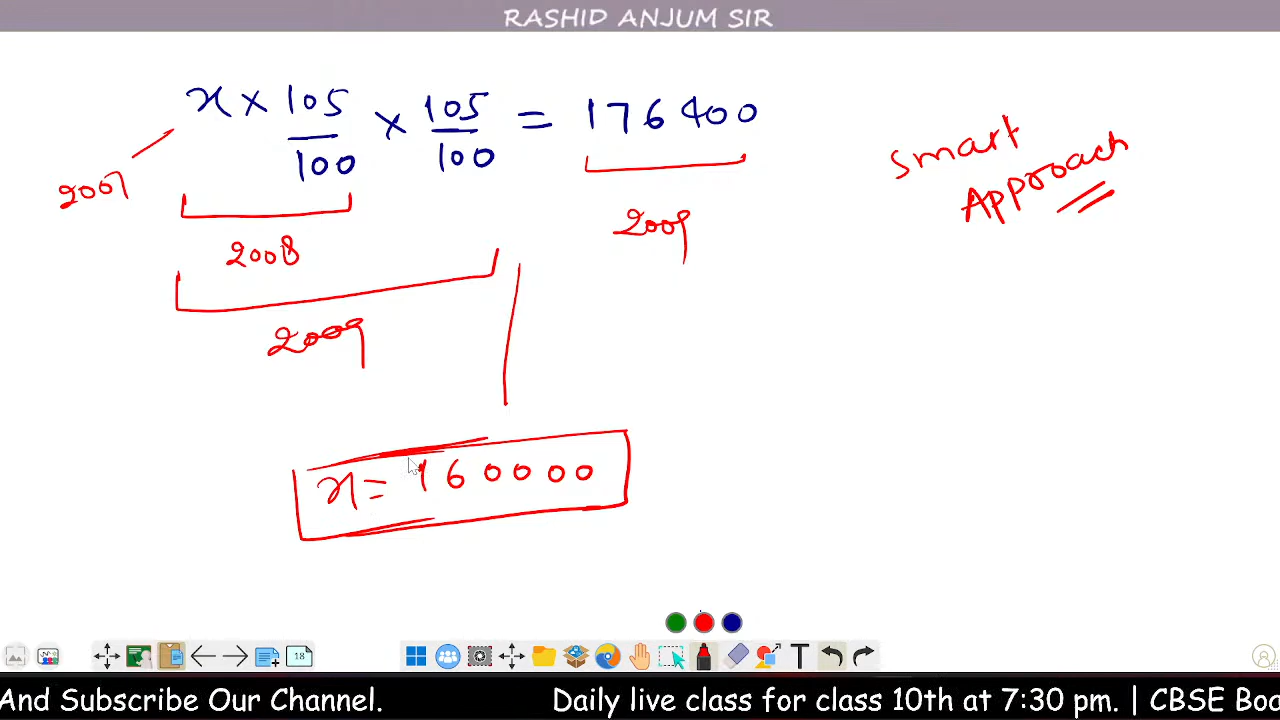 RASHID ANJUM SIR
x × 105/100 × 105/100 = 176400
Smart
Approach
2007
2008
2009
2009
x = 160000
18
T
And Subscribe Our Channel. Daily live class for class 10th at 7:30 pm. | CBSE Boa